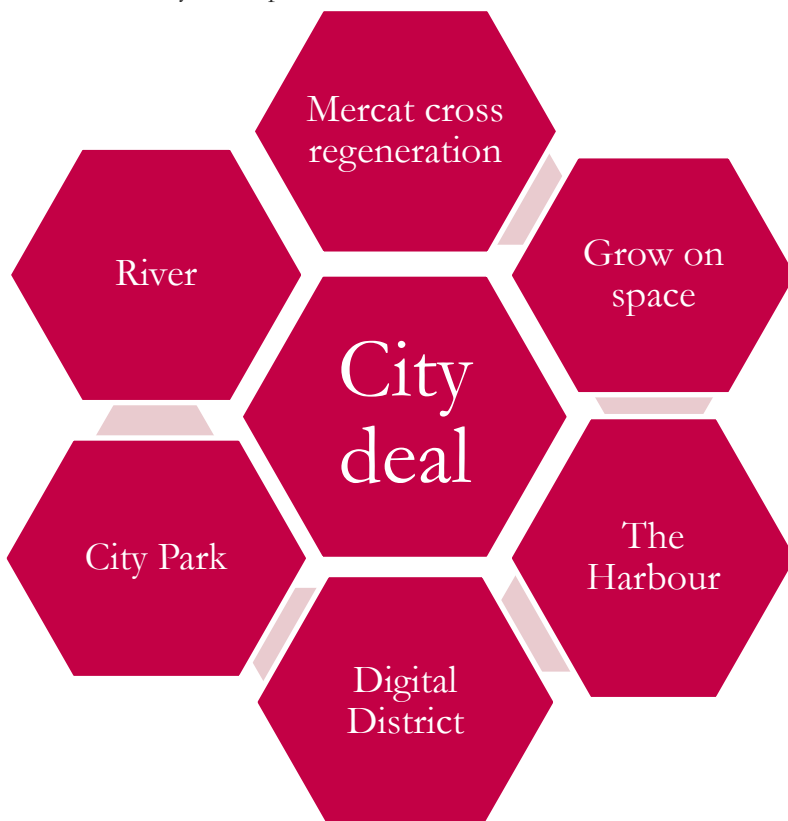 Mercat cross
regeneration
Grow on
space
The
Harbour
Digital
District
City Park
River
City
deal